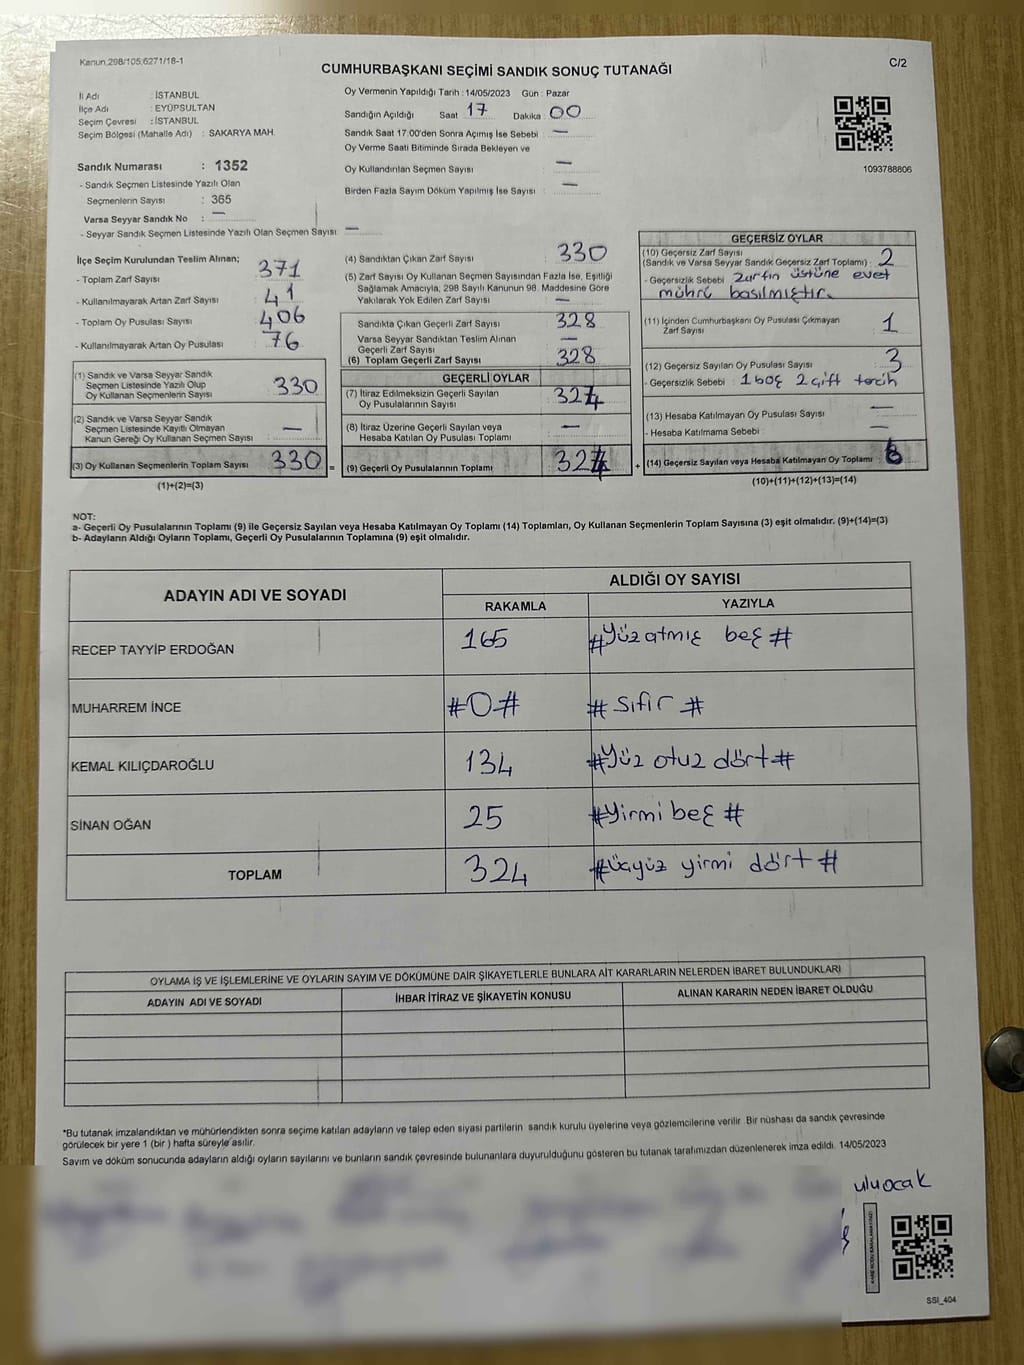 Kanun,298/105,6271/18-1
C/2
CUMHURBAŞKANI SEÇİMİ SANDIK SONUÇ TUTANAĞI
İl Adı : İSTANBUL
İlçe Adı : EYÜPSULTAN
Seçim Çevresi : İSTANBUL
Seçim Bölgesi (Mahalle Adı) : SAKARYA MAH.
Sandık Numarası : 1352
- Sandık Seçmen Listesinde Yazılı Olan
Seçmenlerin Sayısı : 365
Varsa Seyyar Sandık No : —
- Seyyar Sandık Seçmen Listesinde Yazılı Olan Seçmen Sayısı —
Oy Vermenin Yapıldığı Tarih : 14/05/2023 Gün : Pazar
Sandığın Açıldığı Saat 17 Dakika : 00
Sandık Saat 17:00'den Sonra Açımış İse Sebebi : —
Oy Verme Saati Bitiminde Sırada Bekleyen ve
Oy Kullandırılan Seçmen Sayısı : —
Birden Fazla Sayım Döküm Yapılmış İse Sayısı : —
1093788806
İlçe Seçim Kurulundan Teslim Alınan;
- Toplam Zarf Sayısı 371
- Kullanılmayarak Artan Zarf Sayısı 41
- Toplam Oy Pusulası Sayısı 406
- Kullanılmayarak Artan Oy Pusulası 76
(1) Sandık ve Varsa Seyyar Sandık
Seçmen Listesinde Yazılı Olup
Oy Kullanan Seçmenlerin Sayısı 330
(2) Sandık ve Varsa Seyyar Sandık
Seçmen Listesinde Kayıtlı Olmayan
Kanun Gereği Oy Kullanan Seçmen Sayısı —
(3) Oy Kullanan Seçmenlerin Toplam Sayısı 330 =
(1)+(2)=(3)
(4) Sandıktan Çıkan Zarf Sayısı 330
(5) Zarf Sayısı Oy Kullanan Seçmen Sayısından Fazla İse, Eşitliği
Sağlamak Amacıyla, 298 Sayılı Kanunun 98. Maddesine Göre
Yakılarak Yok Edilen Zarf Sayısı —
Sandıkta Çıkan Geçerli Zarf Sayısı 328
Varsa Seyyar Sandıktan Teslim Alınan
Geçerli Zarf Sayısı —
(6) Toplam Geçerli Zarf Sayısı 328
GEÇERLİ OYLAR
(7) İtiraz Edilmeksizin Geçerli Sayılan
Oy Pusulalarının Sayısı 324
(8) İtiraz Üzerine Geçerli Sayılan veya
Hesaba Katılan Oy Pusulası Toplamı —
(9) Geçerli Oy Pusulalarının Toplamı 324 +
GEÇERSİZ OYLAR
(10) Geçersiz Zarf Sayısı
(Sandık ve Varsa Seyyar Sandık Geçersiz Zarf Toplamı) : 2
- Geçersizlik Sebebi Zarfın üstüne evet
mührü basılmıştır.
(11) İçinden Cumhurbaşkanı Oy Pusulası Çıkmayan
Zarf Sayısı 1
(12) Geçersiz Sayılan Oy Pusulası Sayısı 3
- Geçersizlik Sebebi : 1 boş 2 çift tercih
(13) Hesaba Katılmayan Oy Pusulası Sayısı —
- Hesaba Katılmama Sebebi : —
(14) Geçersiz Sayılan veya Hesaba Katılmayan Oy Toplamı : 6
(10)+(11)+(12)+(13)=(14)
NOT:
a- Geçerli Oy Pusulalarının Toplamı (9) ile Geçersiz Sayılan veya Hesaba Katılmayan Oy Toplamı (14) Toplamları, Oy Kullanan Seçmenlerin Toplam Sayısına (3) eşit olmalıdır. (9)+(14)=(3)
b- Adayların Aldığı Oyların Toplamı, Geçerli Oy Pusulalarının Toplamına (9) eşit olmalıdır.
ADAYIN ADI VE SOYADI ALDIĞI OY SAYISI
RAKAMLA YAZIYLA
RECEP TAYYİP ERDOĞAN 165 #Yüz atmış beş #
MUHARREM İNCE #0# # Sıfır #
KEMAL KILIÇDAROĞLU 134 #Yüz otuz dört#
SİNAN OĞAN 25 #Yirmi beş #
TOPLAM 324 #Üçyüz yirmi dört #
OYLAMA İŞ VE İŞLEMLERİNE VE OYLARIN SAYIM VE DÖKÜMÜNE DAİR ŞİKAYETLERLE BUNLARA AİT KARARLARIN NELERDEN İBARET BULUNDUKLARI
ADAYIN ADI VE SOYADI İHBAR İTİRAZ VE ŞİKAYETİN KONUSU ALINAN KARARIN NEDEN İBARET OLDUĞU
*Bu tutanak imzalandıktan ve mühürlendikten sonra seçime katılan adayların ve talep eden siyasi partilerin sandık kurulu üyelerine veya gözlemcilerine verilir. Bir nüshası da sandık çevresinde
görülecek bir yere 1 (bir ) hafta süreyle asılır.
Sayım ve döküm sonucunda adayların aldığı oyların sayılarını ve bunların sandık çevresinde bulunanlara duyurulduğunu gösteren bu tutanak tarafımızdan düzenlenerek imza edildi. 14/05/2023
uluocak
SSI_404